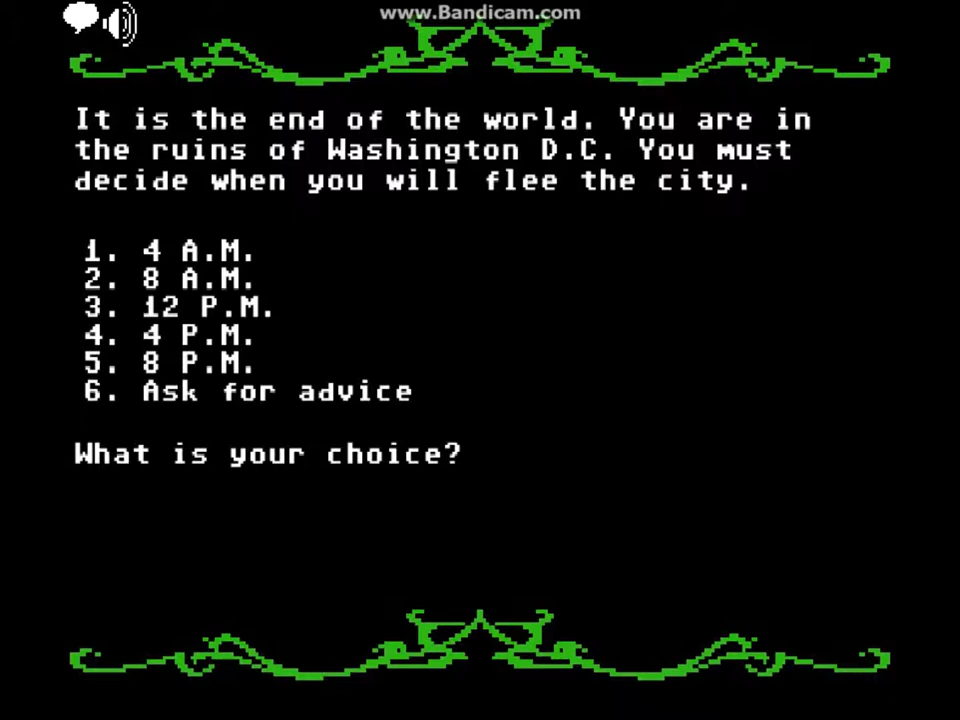 www.Bandicam.com
It is the end of the world. You are in
the ruins of Washington D.C. You must
decide when you will flee the city.
1. 4 A.M.
2. 8 A.M.
3. 12 P.M.
4. 4 P.M.
5. 8 P.M.
6. Ask for advice
What is your choice?